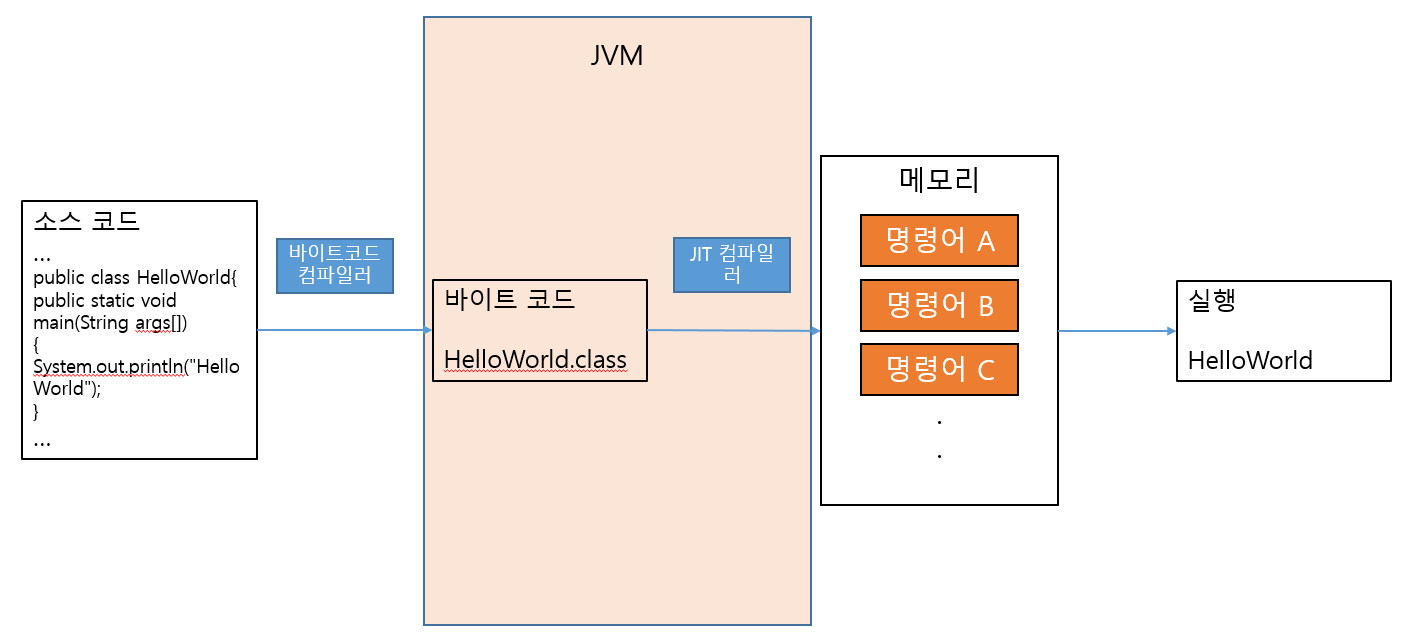 JVM
소스 코드
...
public class HelloWorld{
public static void
main(String args[])
{
System.out.println("Hello
World");
}
...
바이트코드
컴파일러
바이트 코드
HelloWorld.class
JIT 컴파일
러
메모리
명령어 A
명령어 B
명령어 C
.
.
실행
HelloWorld